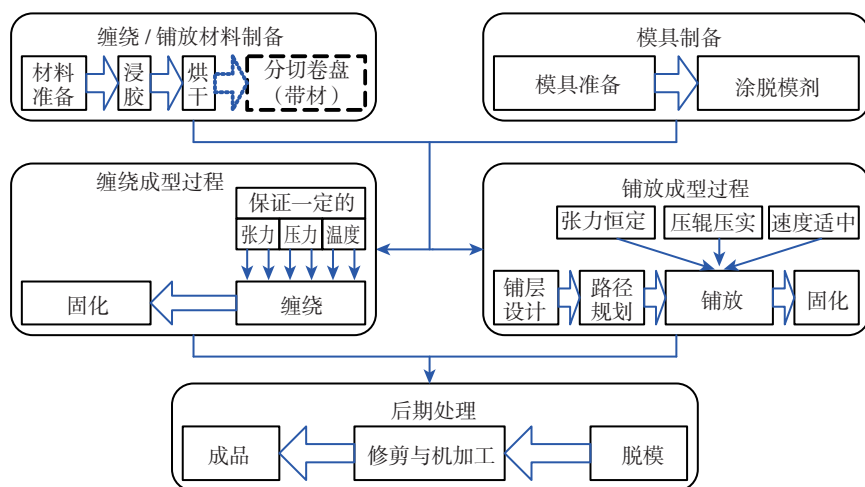 缠绕 / 铺放材料制备
材料
准备
浸
胶
烘
干
分切卷盘
（带材）
模具制备
模具准备
涂脱模剂
缠绕成型过程
保证一定的
张力
压力
温度
固化
缠绕
铺放成型过程
张力恒定
压辊压实
速度适中
铺层
设计
路径
规划
铺放
固化
后期处理
成品
修剪与机加工
脱模